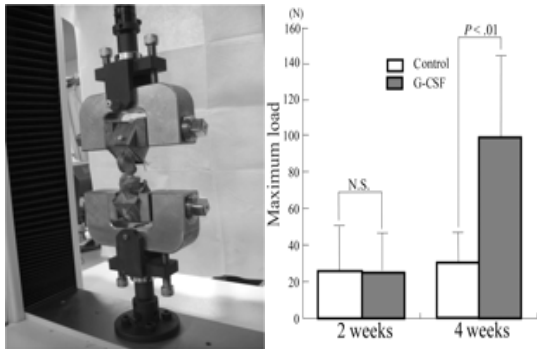 (N)
160
140
120
100
80
60
40
20
0
Maximum load
Control
G-CSF
P < .01
N.S.
2 weeks
4 weeks